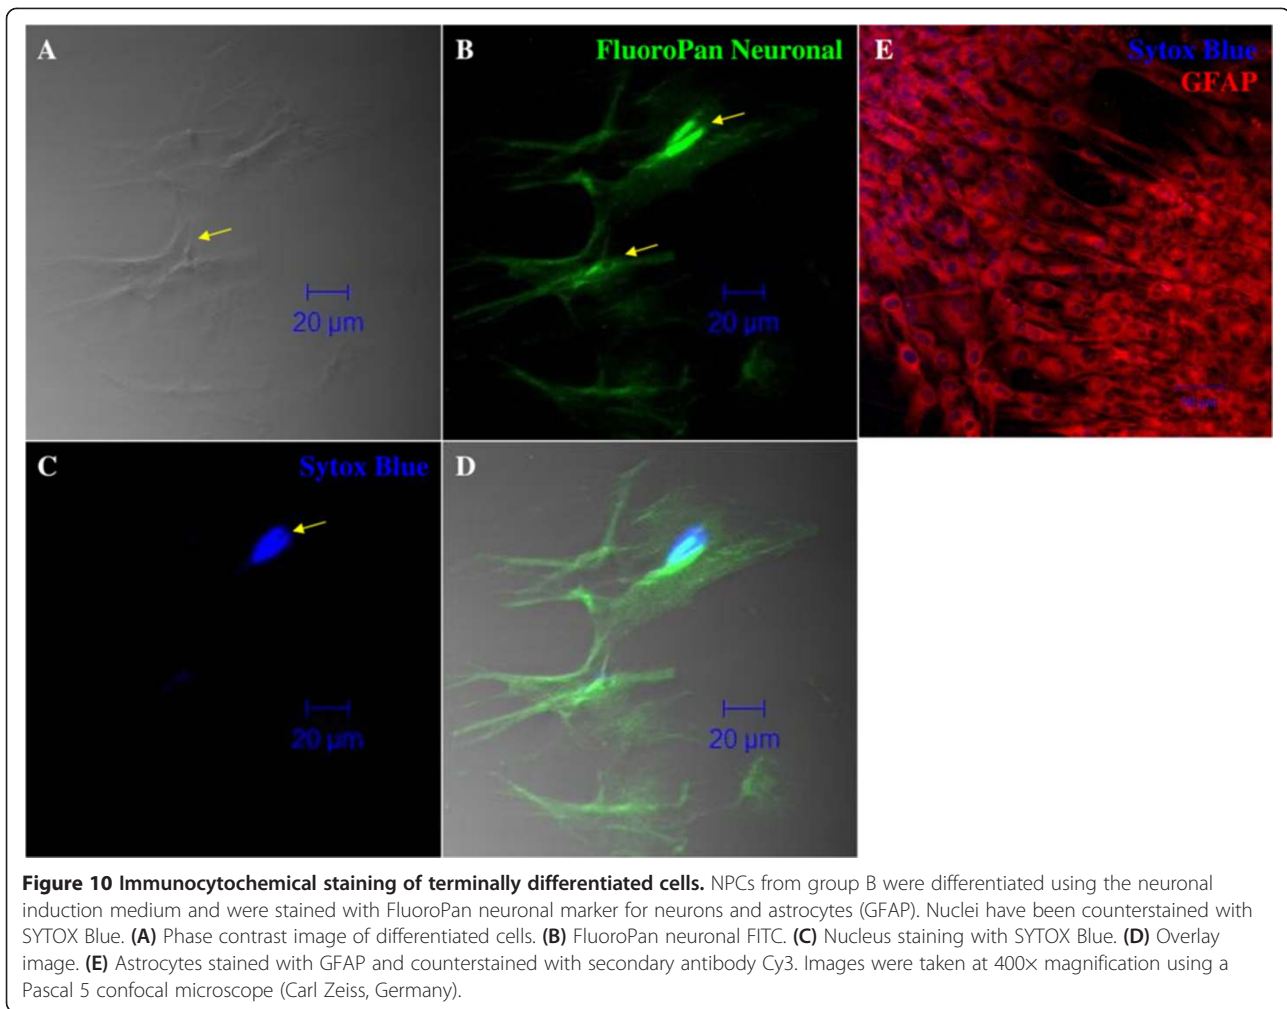 A
B
FluoroPan Neuronal
E
Sytox Blue
GFAP
20 µm
20 µm
C
Sytox Blue
D
20 µm
20 µm
Figure 10 Immunocytochemical staining of terminally differentiated cells. NPCs from group B were differentiated using the neuronal
induction medium and were stained with FluoroPan neuronal marker for neurons and astrocytes (GFAP). Nuclei have been counterstained with
SYTOX Blue. (A) Phase contrast image of differentiated cells. (B) FluoroPan neuronal FITC. (C) Nucleus staining with SYTOX Blue. (D) Overlay
image. (E) Astrocytes stained with GFAP and counterstained with secondary antibody Cy3. Images were taken at 400× magnification using a
Pascal 5 confocal microscope (Carl Zeiss, Germany).